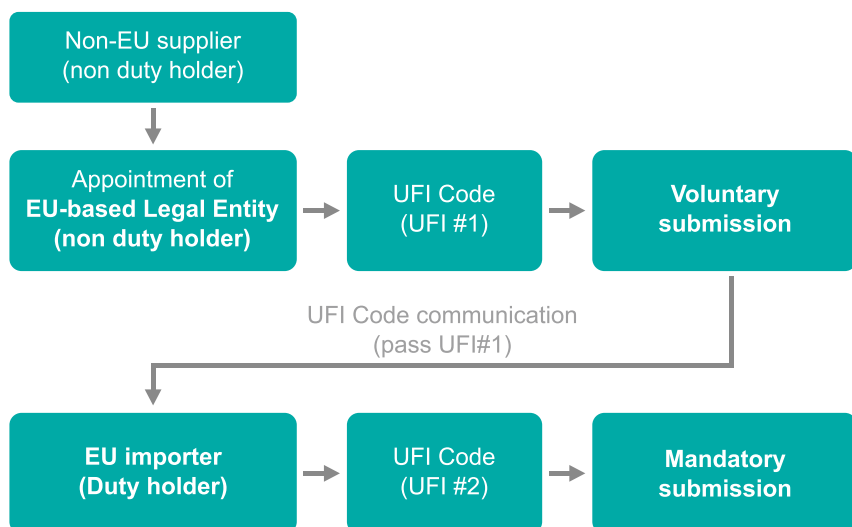 Non-EU supplier
(non duty holder)
Appointment of
EU-based Legal Entity
(non duty holder)
UFI Code
(UFI #1)
Voluntary
submission
UFI Code communication
(pass UFI#1)
EU importer
(Duty holder)
UFI Code
(UFI #2)
Mandatory
submission